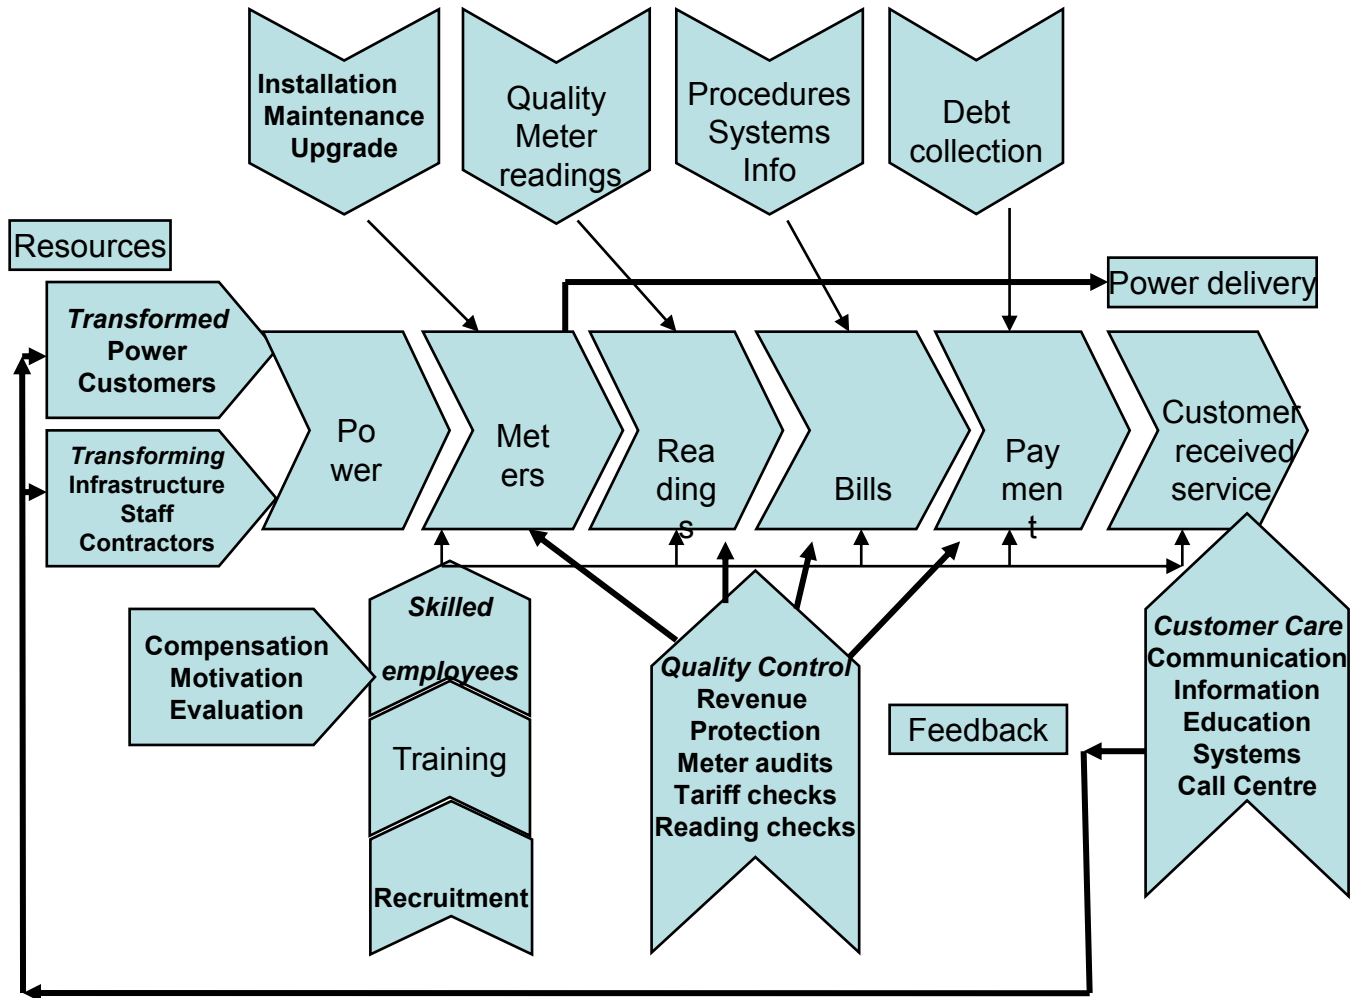 Installation
Maintenance
Upgrade
Quality
Meter
readings
Procedures
Systems
Info
Debt
collection
Resources
Power delivery
Transformed
Power
Customers
Transforming
Infrastructure
Staff
Contractors
Po
wer
Met
ers
Rea
ding
s
Bills
Pay
men
t
Customer
received
service
Compensation
Motivation
Evaluation
Skilled
employees
Training
Recruitment
Quality Control
Revenue
Protection
Meter audits
Tariff checks
Reading checks
Feedback
Customer Care
Communication
Information
Education
Systems
Call Centre